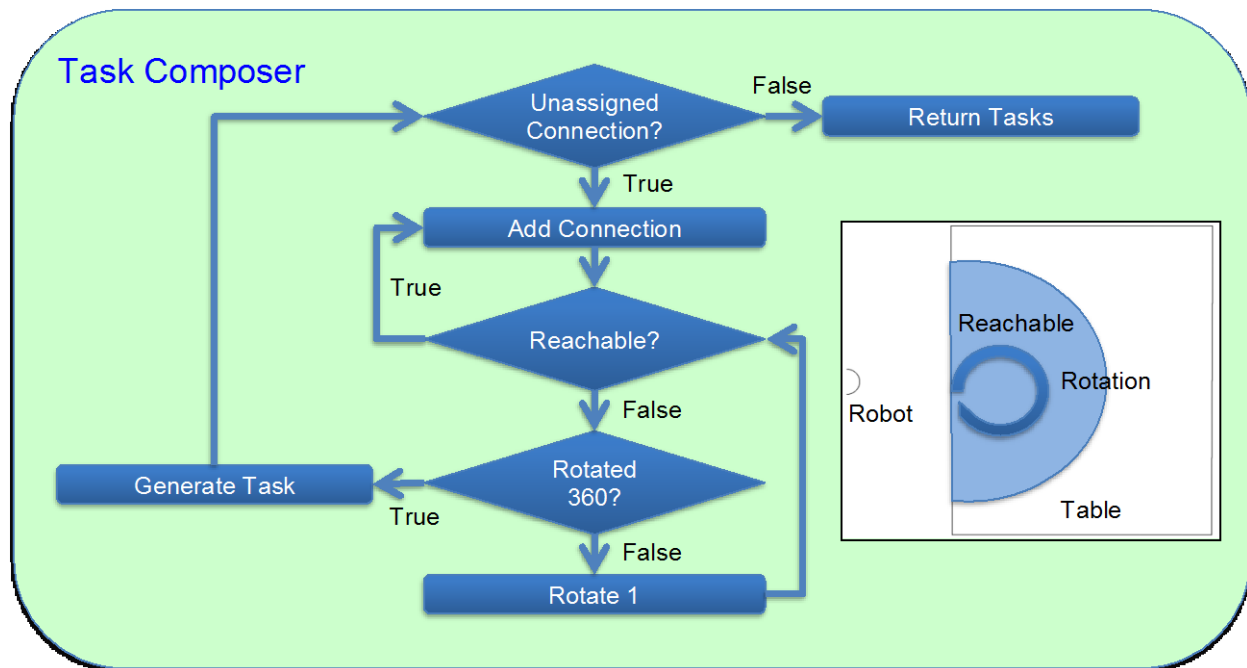 Task Composer
Unassigned
Connection?
False
Return Tasks
True
Add Connection
True
Reachable?
False
Rotated
360?
True
Generate Task
False
Rotate 1
Reachable
Rotation
Robot
Table